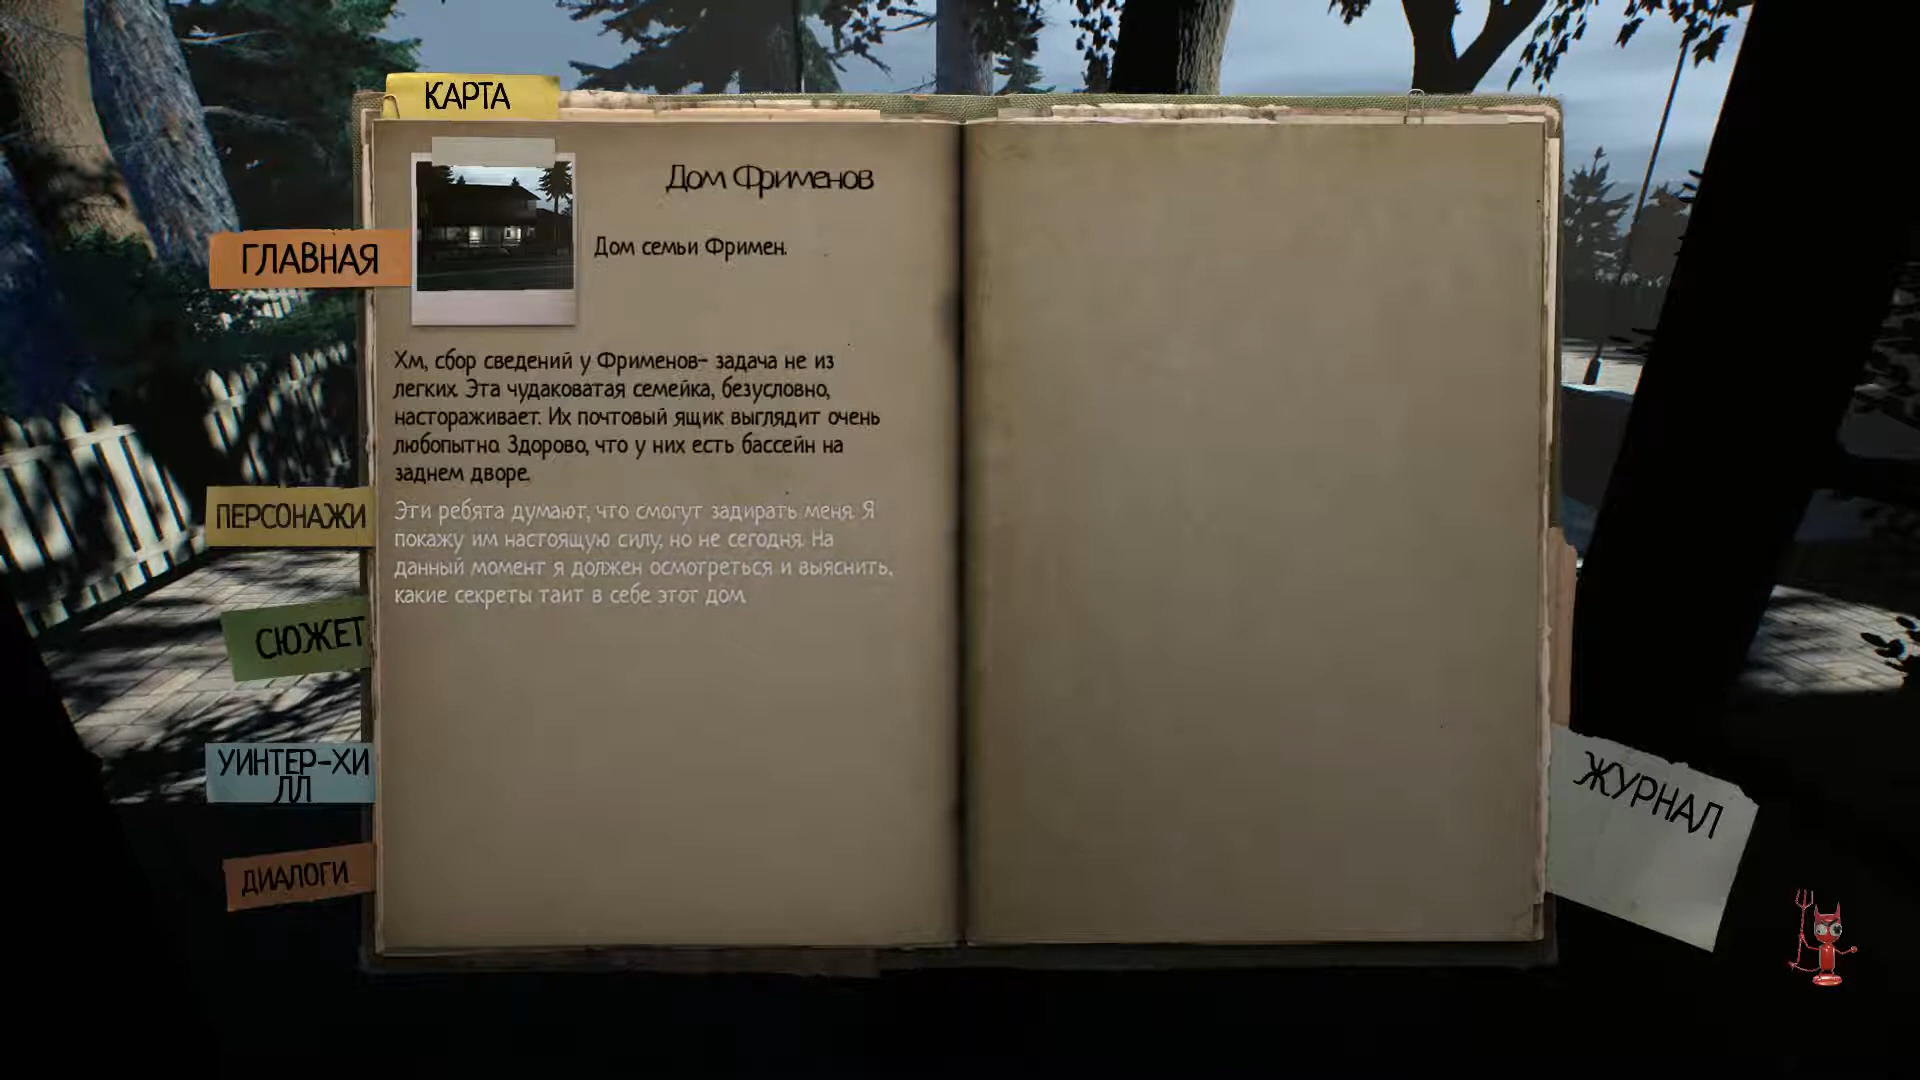 КАРТА
Дом Фрименов
Дом семьи Фримен.
ГЛАВНАЯ
Хм, сбор сведений у Фрименов- задача не из
легких. Эта чудаковатая семейка, безусловно,
настораживает. Их почтовый ящик выглядит очень
любопытно. Здорово, что у них есть бассейн на
заднем дворе.
Эти ребята думают, что смогут задирать меня. Я
покажу им настоящую силу, но не сегодня. На
данный момент я должен осмотреться и выяснить,
какие секреты таит в себе этот дом.
ПЕРСОНАЖИ
СЮЖЕТ
УИНТЕР-ХИ
ЛЛ
ДИАЛОГИ
ЖУРНАЛ